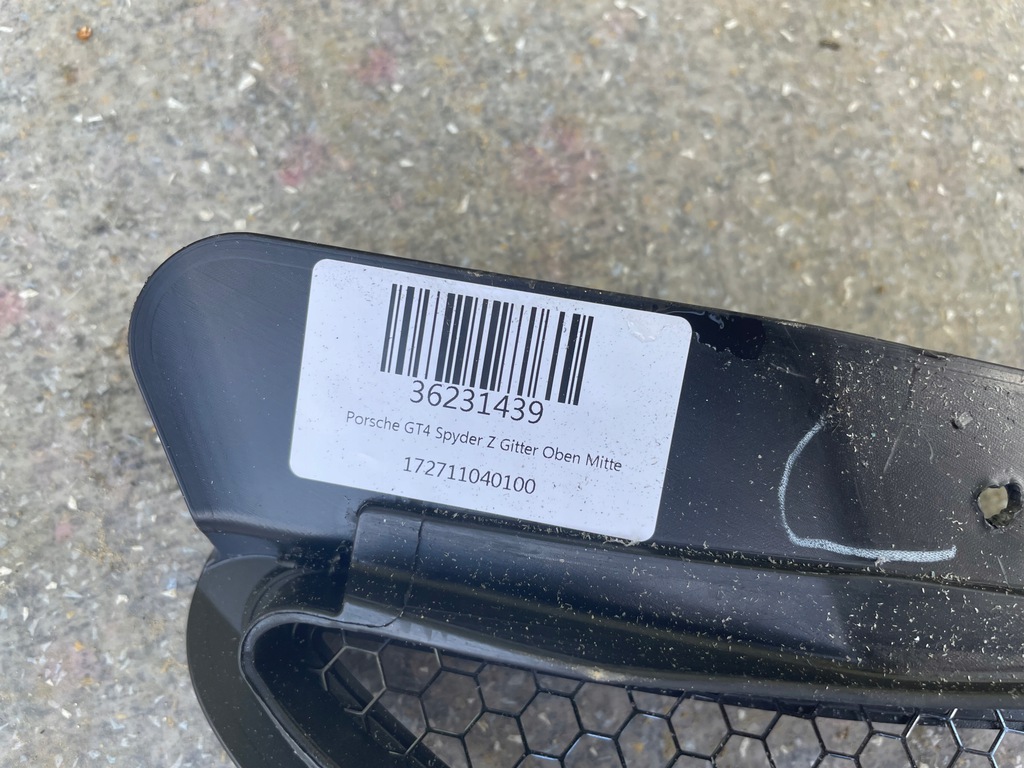 36231439
Porsche GT4 Spyder Z Gitter Oben Mitte
172711040100